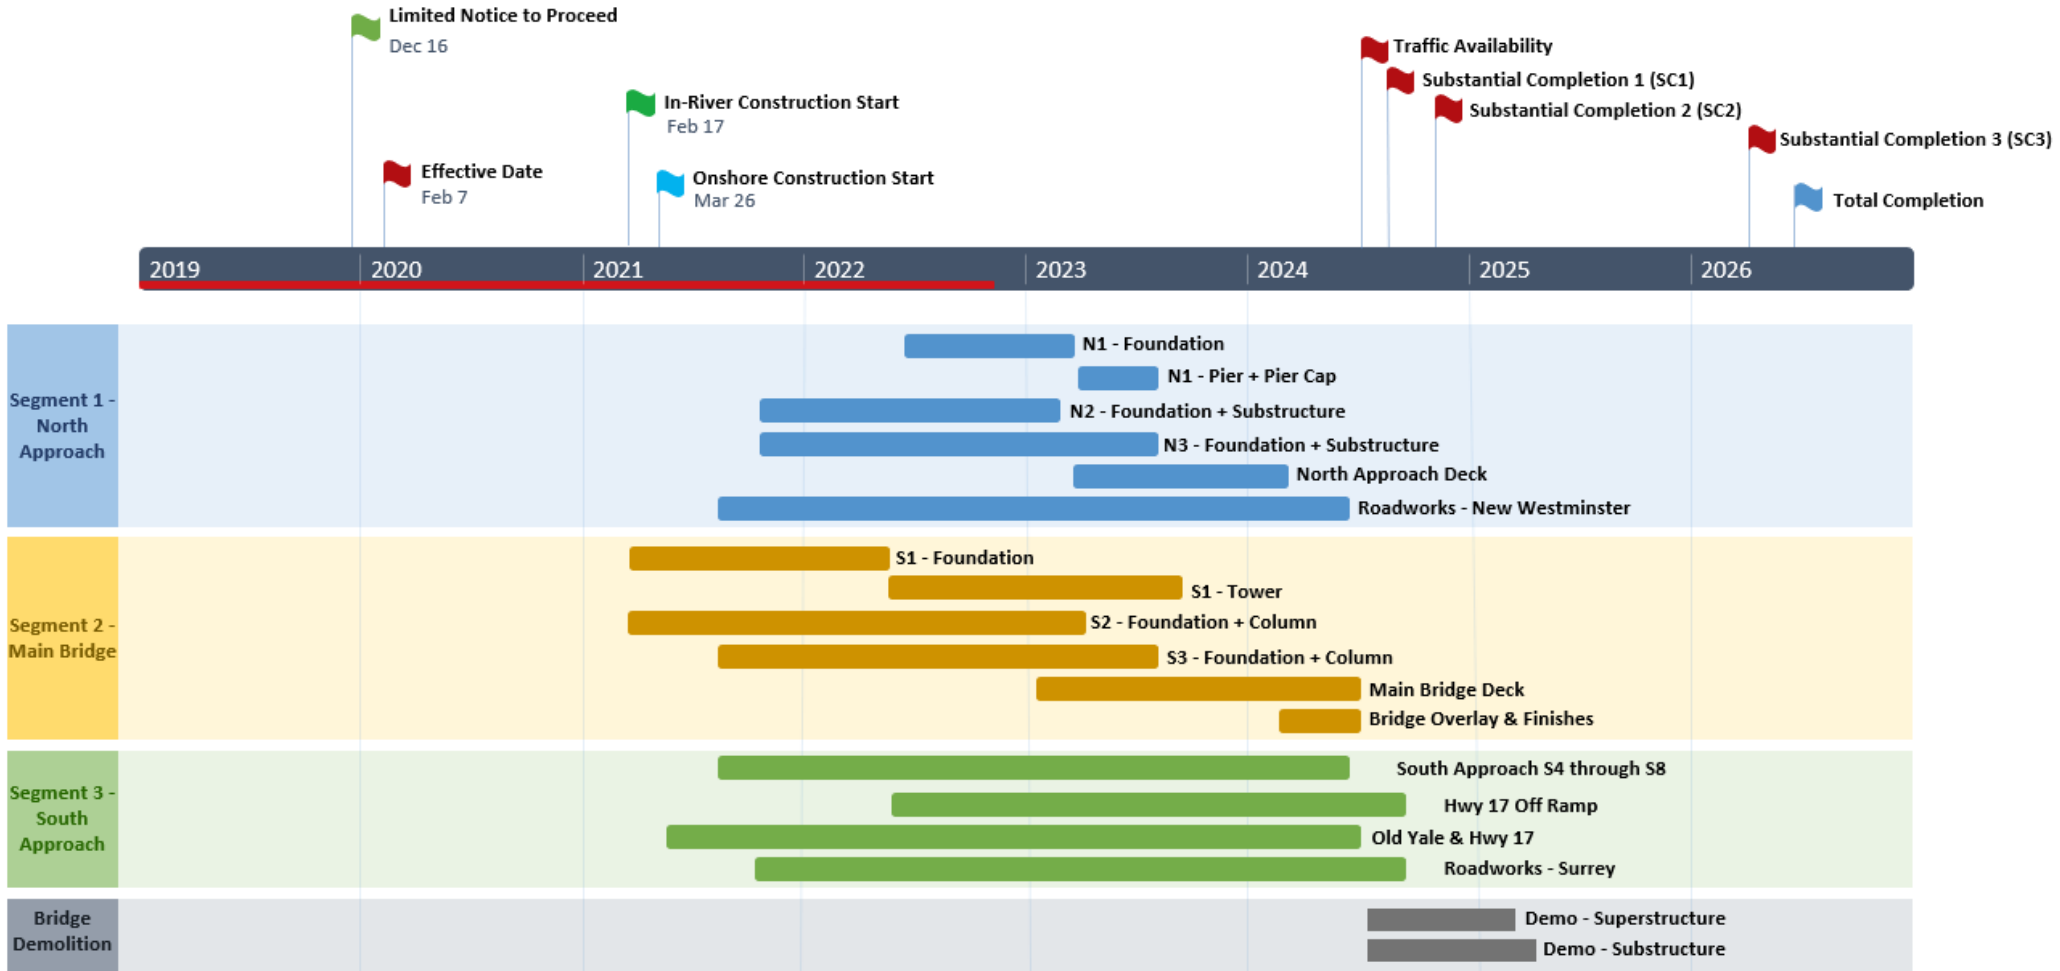 Limited Notice to Proceed
Dec 16
Traffic Availability
Substantial Completion 1 (SC1)
In-River Construction Start
Feb 17
Substantial Completion 2 (SC2)
Substantial Completion 3 (SC3)
Effective Date
Feb 7
Onshore Construction Start
Mar 26
Total Completion
2019 2020 2021 2022 2023 2024 2025 2026
Segment 1 -
North
Approach
N1 - Foundation
N1 - Pier + Pier Cap
N2 - Foundation + Substructure
N3 - Foundation + Substructure
North Approach Deck
Roadworks - New Westminster
Segment 2 -
Main Bridge
S1 - Foundation
S1 - Tower
S2 - Foundation + Column
S3 - Foundation + Column
Main Bridge Deck
Bridge Overlay & Finishes
Segment 3 -
South
Approach
South Approach S4 through S8
Hwy 17 Off Ramp
Old Yale & Hwy 17
Roadworks - Surrey
Bridge
Demolition
Demo - Superstructure
Demo - Substructure